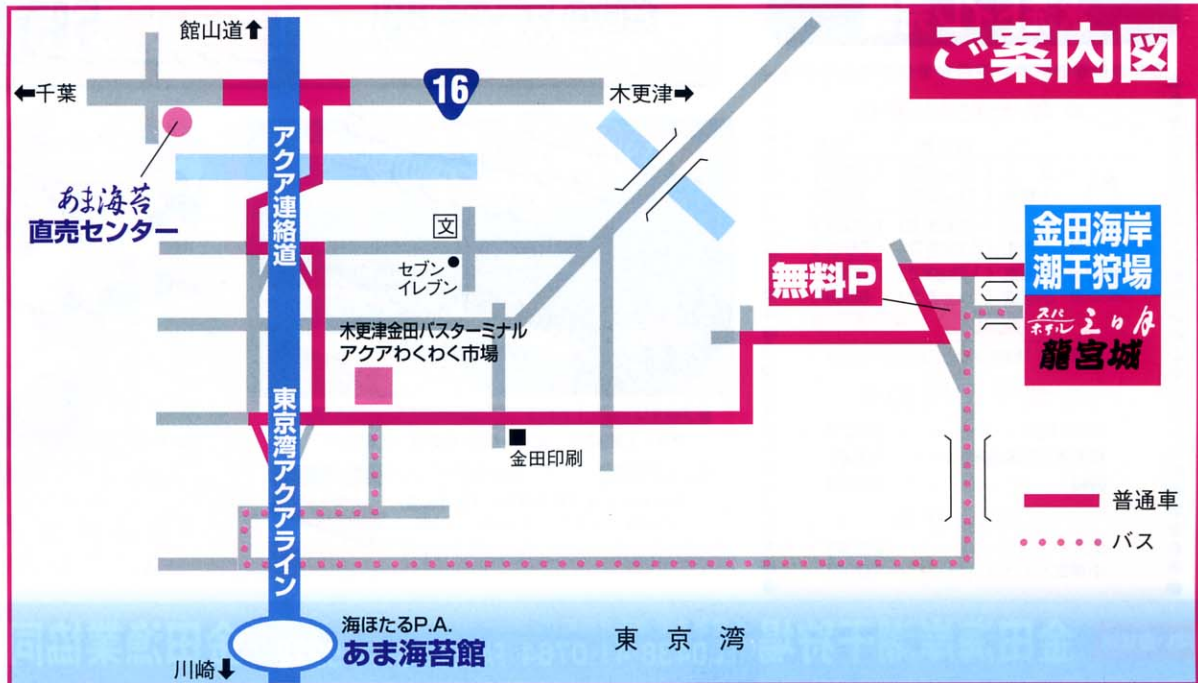 館山道↑
ご案内図
←千葉
16
木更津→
あま海苔
直売センター
アクア連絡道
文
セブン
イレブン
金田海岸
潮干狩場
無料P
スパ
ホテル
三日月
龍宮城
木更津金田バスターミナル
アクアわくわく市場
東京湾アクアライン
金田印刷
普通車
バス
海ほたるP.A.
あま海苔館
東京湾
川崎↓